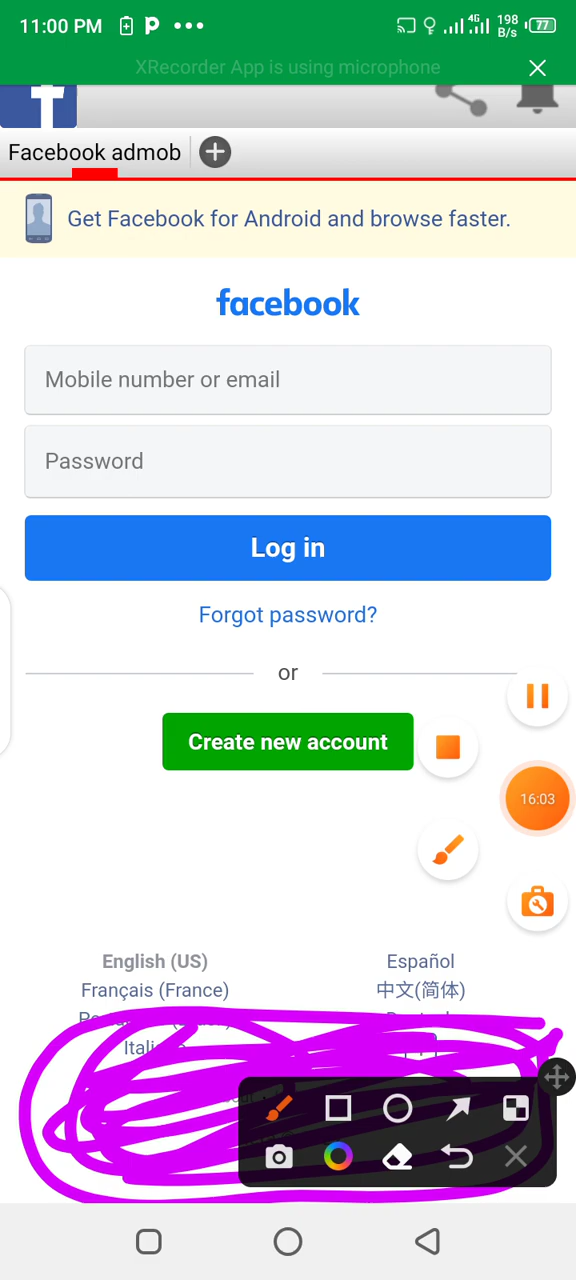 11:00 PM
4G
198 B/s
77
XRecorder App is using microphone
Facebook admob
Get Facebook for Android and browse faster.
facebook
Mobile number or email
Password
Log in
Forgot password?
or
Create new account
16:03
English (US)
Español
Français (France)
中文(简体)